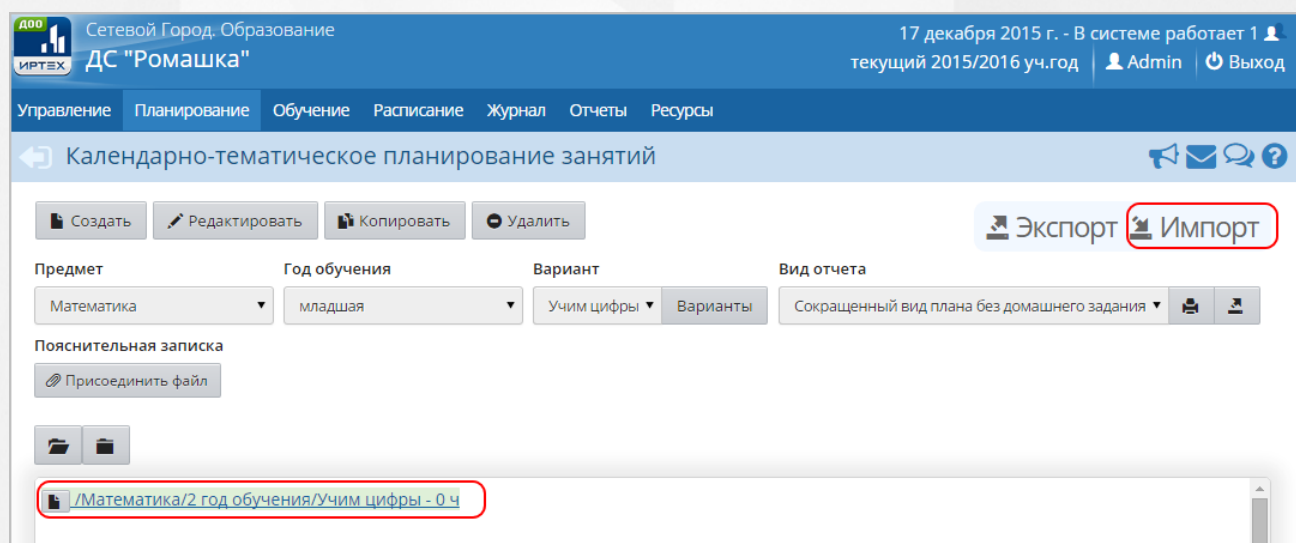 ДОО
ИРТЕХ
Сетевой Город. Образование
ДС "Ромашка"
17 декабря 2015 г. - В системе работает 1
текущий 2015/2016 уч.год Admin Выход
Управление Планирование Обучение Расписание Журнал Отчеты Ресурсы
Календарно-тематическое планирование занятий
Создать Редактировать Копировать Удалить Экспорт Импорт
Предмет Год обучения Вариант Вид отчета
Математика младшая Учим цифры Варианты Сокращенный вид плана без домашнего задания
Пояснительная записка
Присоединить файл
/Математика/2 год обучения/Учим цифры - 0 ч